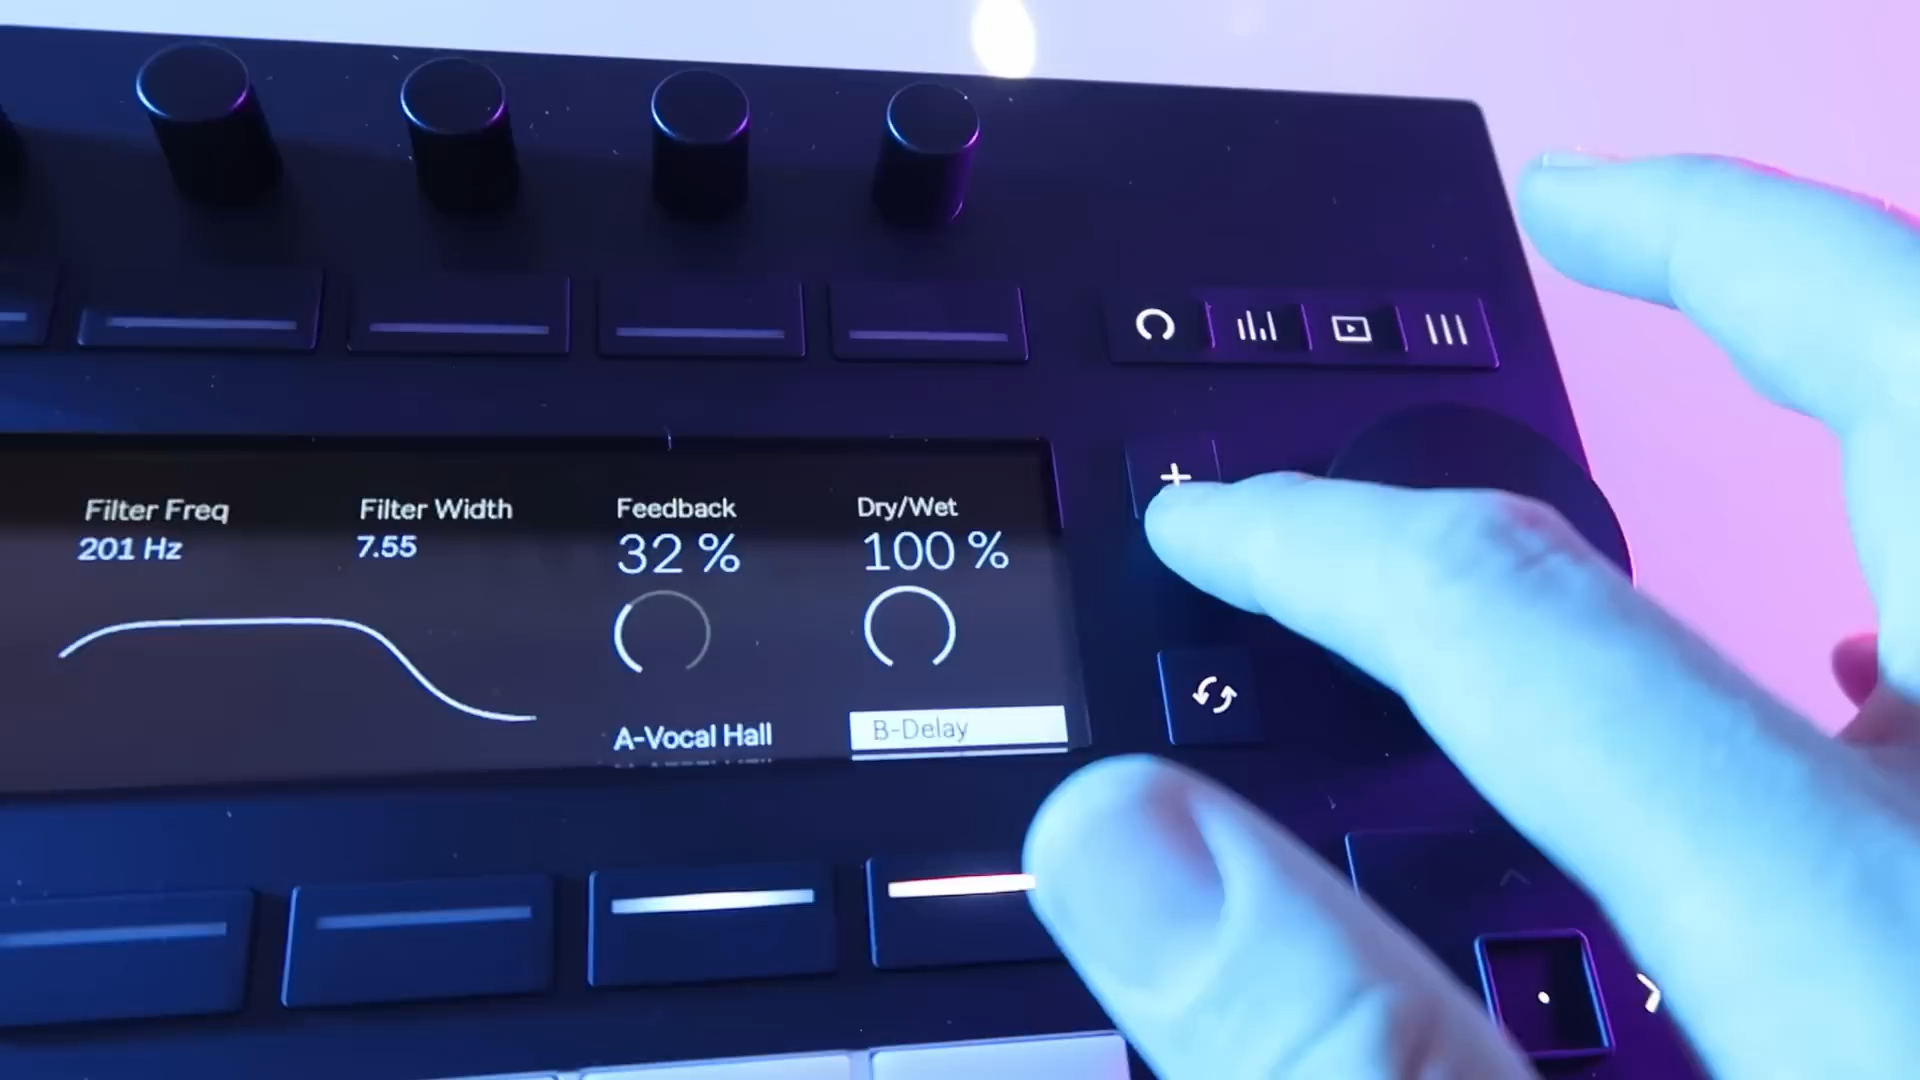 Filter Freq
201 Hz
Filter Width
7.55
Feedback
32 %
Dry/Wet
100 %
A-Vocal Hall
B-Delay